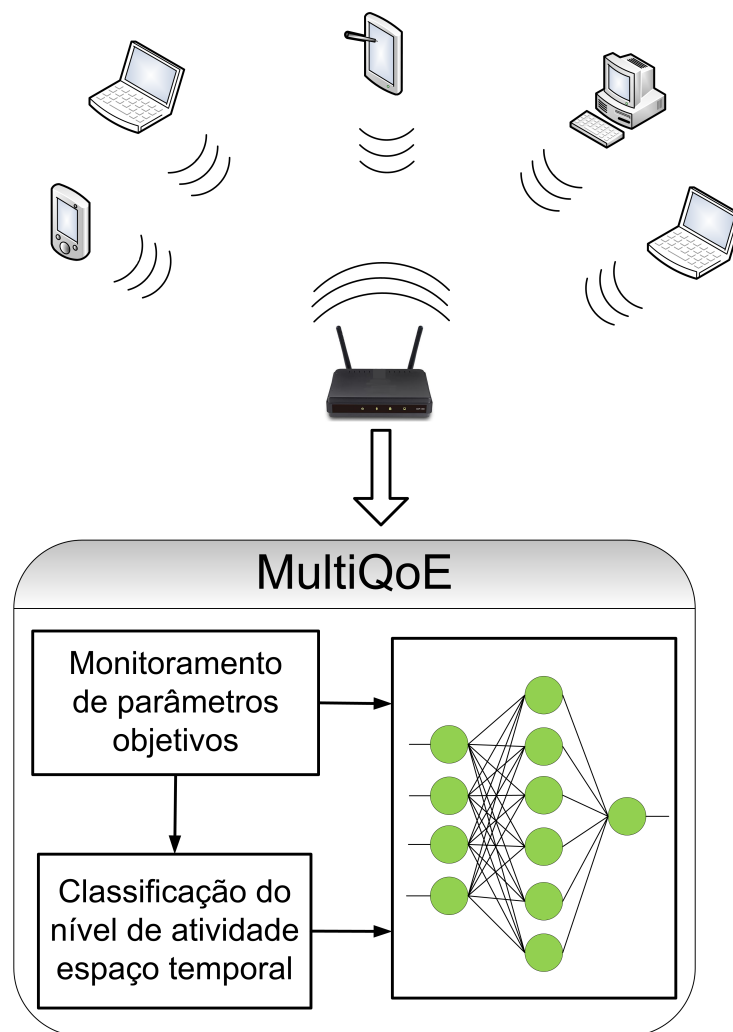 MultiQoE
Monitoramento
de parâmetros
objetivos
Classificação do
nível de atividade
espaço temporal